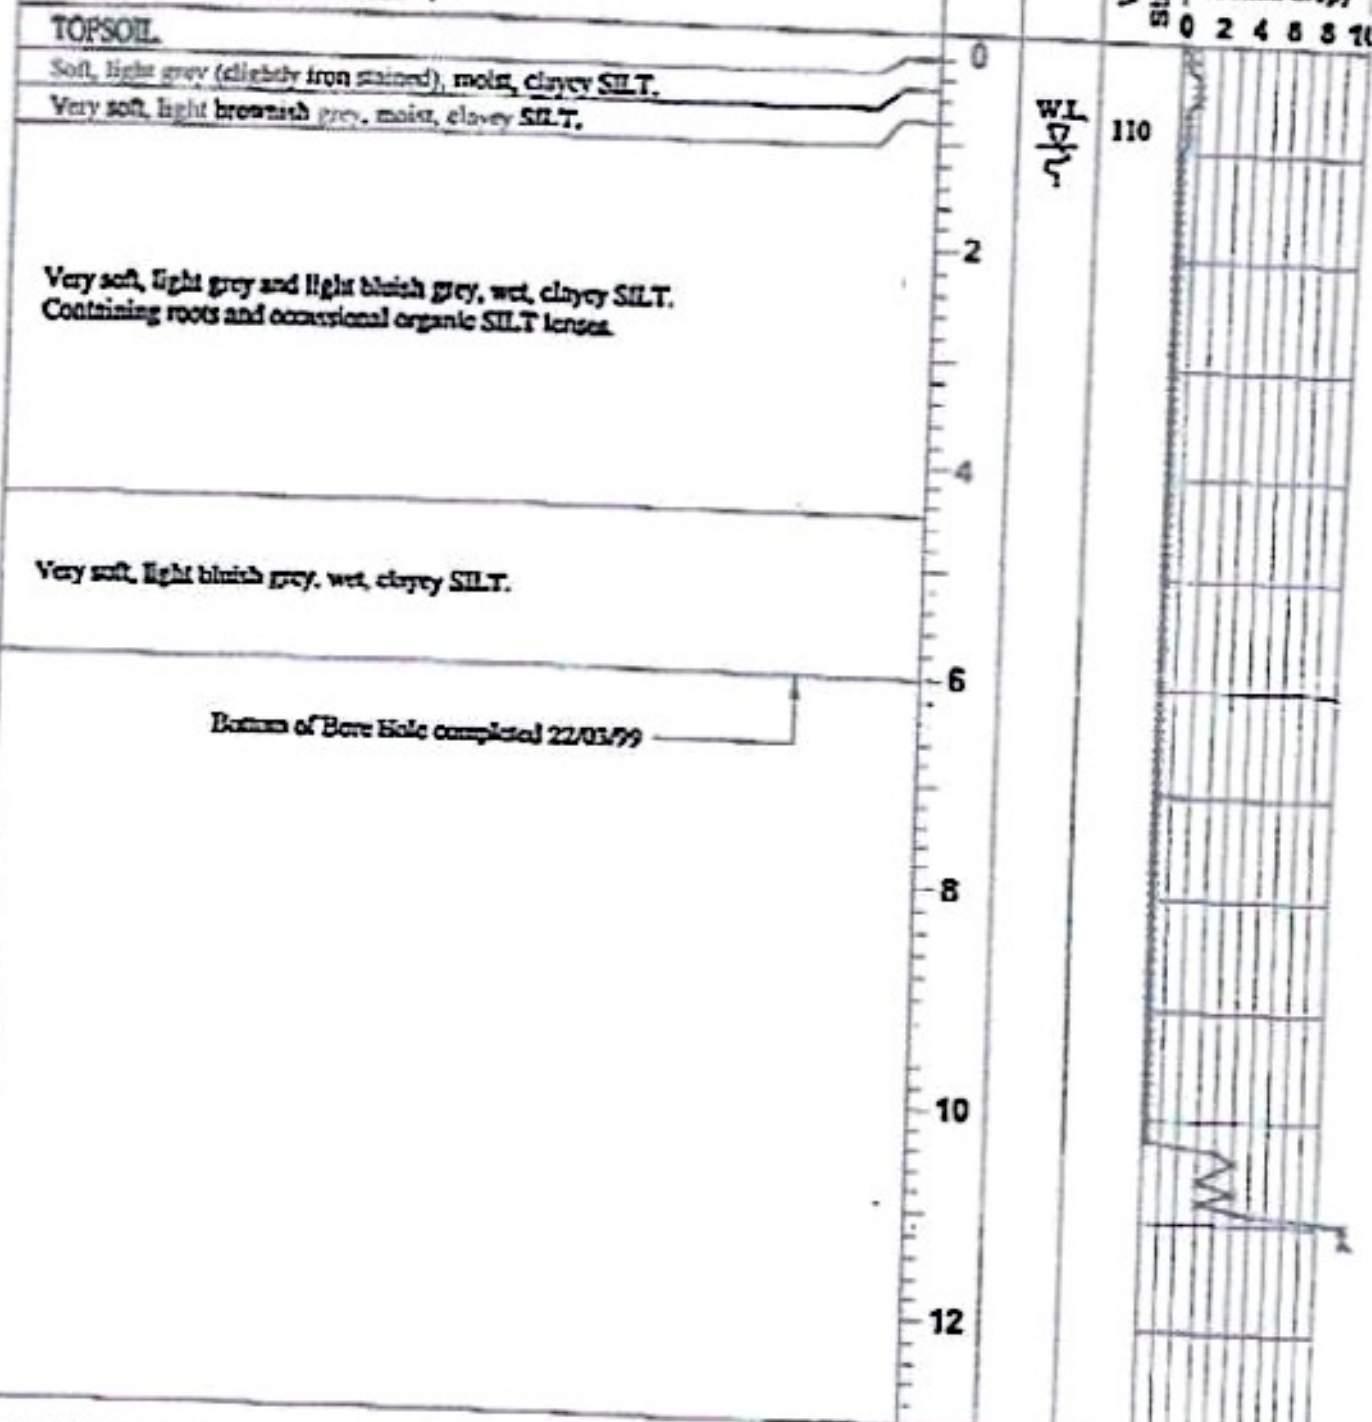 TOPSOIL.
0 2 4 6 8 10
0
Soft, light grey (slightly iron stained), moist, clayey SILT.
Very soft, light brownish grey, moist, clayey SILT.
W.L
110
2
Very soft, light grey and light bluish grey, wet, clayey SILT.
Containing roots and occassional organic SILT lenses.
4
Very soft, light bluish grey, wet, clayey SILT.
6
Bottom of Bore Hole completed 22/03/99
8
10
12